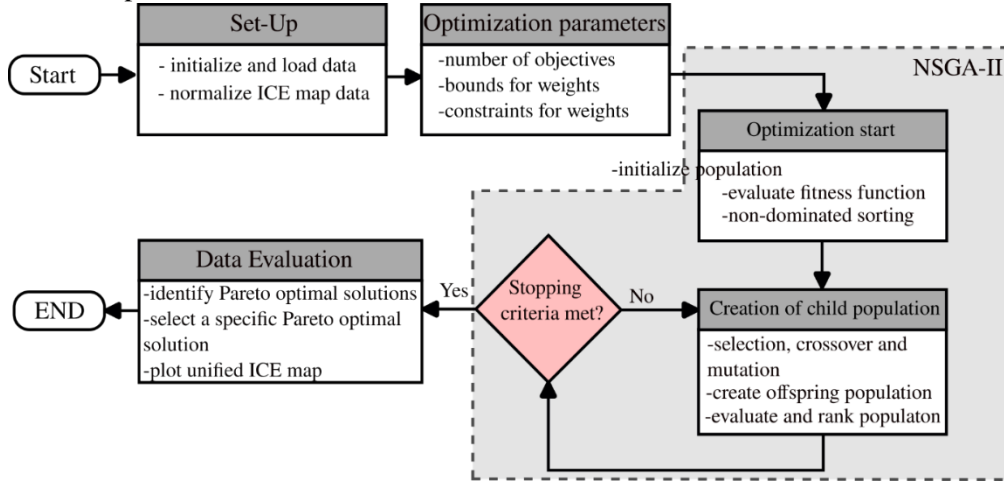 Start
Set-Up
- initialize and load data
- normalize ICE map data
Optimization parameters
-number of objectives
-bounds for weights
-constraints for weights
NSGA-II
Optimization start
-initialize population
-evaluate fitness function
-non-dominated sorting
Creation of child population
-selection, crossover and
mutation
-create offspring population
-evaluate and rank populaton
Stopping
criteria met?
No
Yes
Data Evaluation
-identify Pareto optimal solutions
-select a specific Pareto optimal
solution
-plot unified ICE map
END